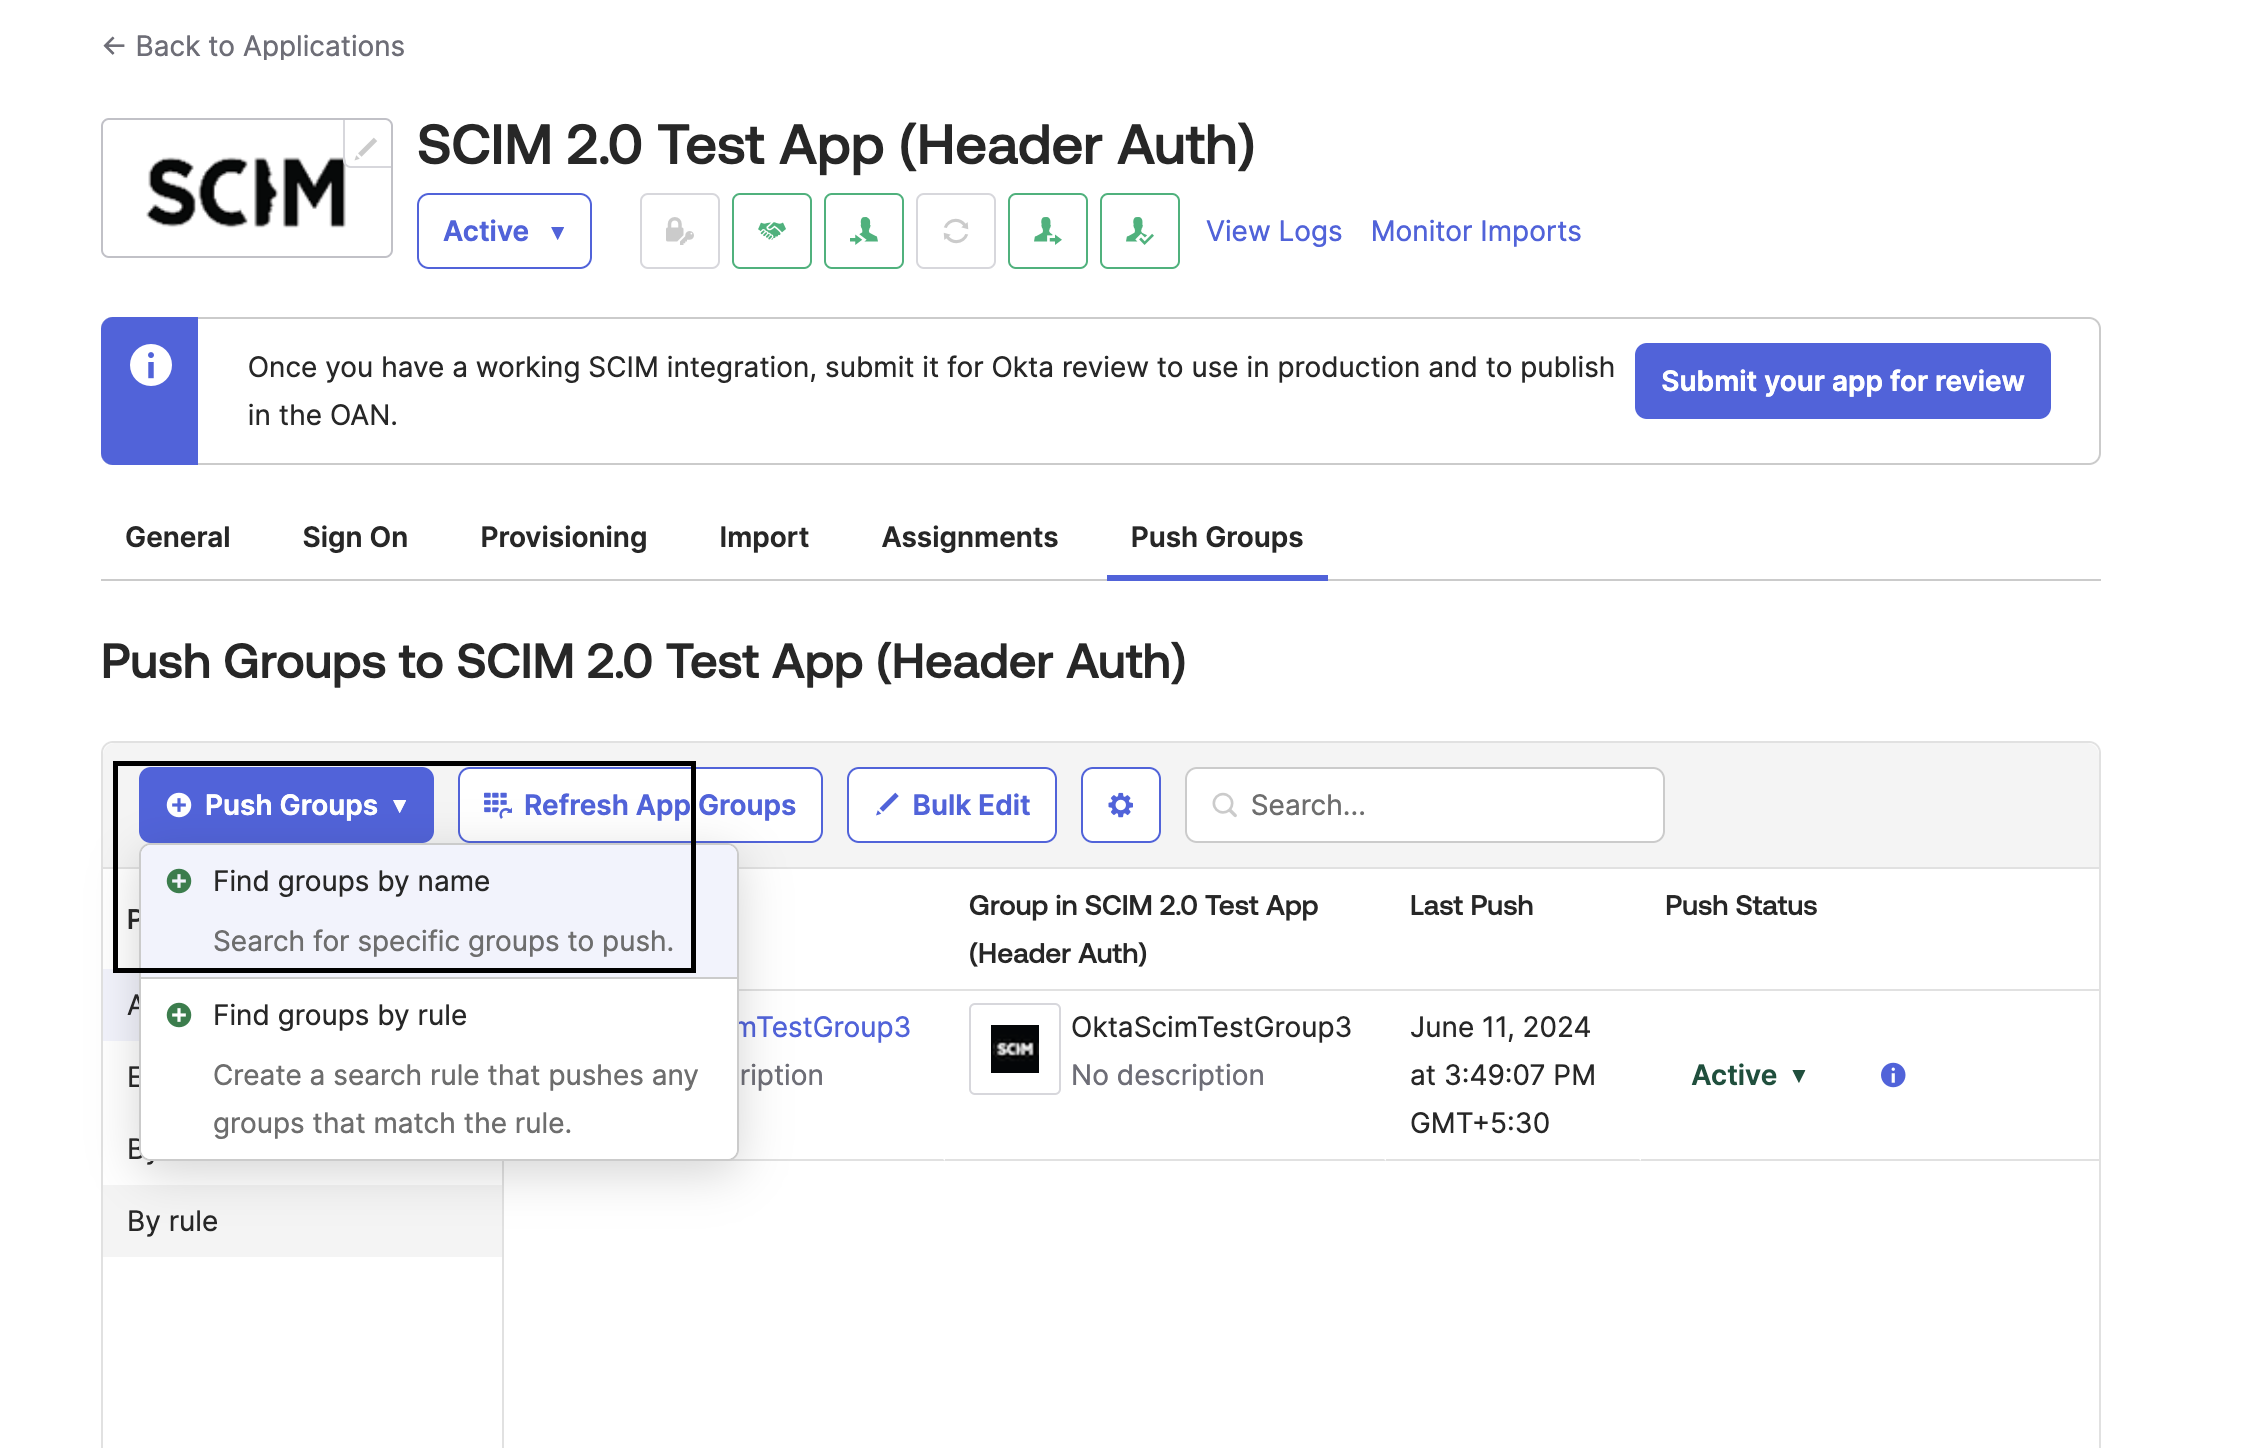 ← Back to Applications
SCIM
SCIM 2.0 Test App (Header Auth)
Active ▼
View Logs
Monitor Imports
Once you have a working SCIM integration, submit it for Okta review to use in production and to publish
in the OAN.
Submit your app for review
General
Sign On
Provisioning
Import
Assignments
Push Groups
Push Groups to SCIM 2.0 Test App (Header Auth)
Push Groups ▼
Refresh App Groups
Bulk Edit
Search...
Find groups by name
Search for specific groups to push.
Find groups by rule
Create a search rule that pushes any
groups that match the rule.
By rule
Group in SCIM 2.0 Test App
(Header Auth)
Last Push
Push Status
mTestGroup3
ription
SCIM
OktaScimTestGroup3
No description
June 11, 2024
at 3:49:07 PM
GMT+5:30
Active ▼